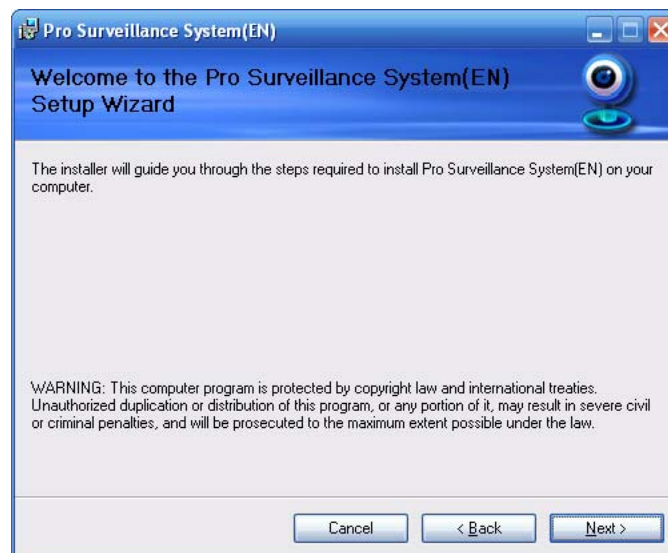 Pro Surveillance System(EN)
Welcome to the Pro Surveillance System(EN)
Setup Wizard
The installer will guide you through the steps required to install Pro Surveillance System(EN) on your
computer.
WARNING: This computer program is protected by copyright law and international treaties.
Unauthorized duplication or distribution of this program, or any portion of it, may result in severe civil
or criminal penalties, and will be prosecuted to the maximum extent possible under the law.
Cancel < Back Next >